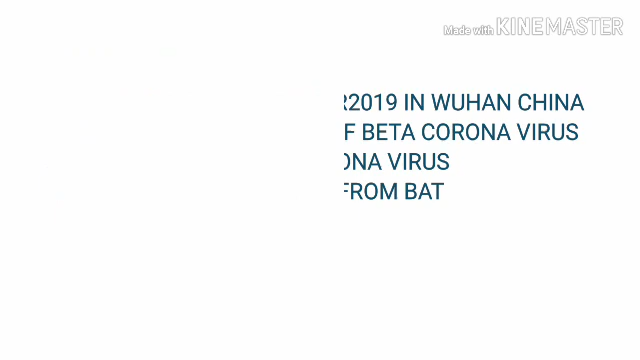 Made with KINEMASTER
2019 IN WUHAN CHINA
BETA CORONA VIRUS
VIRUS
FROM BAT